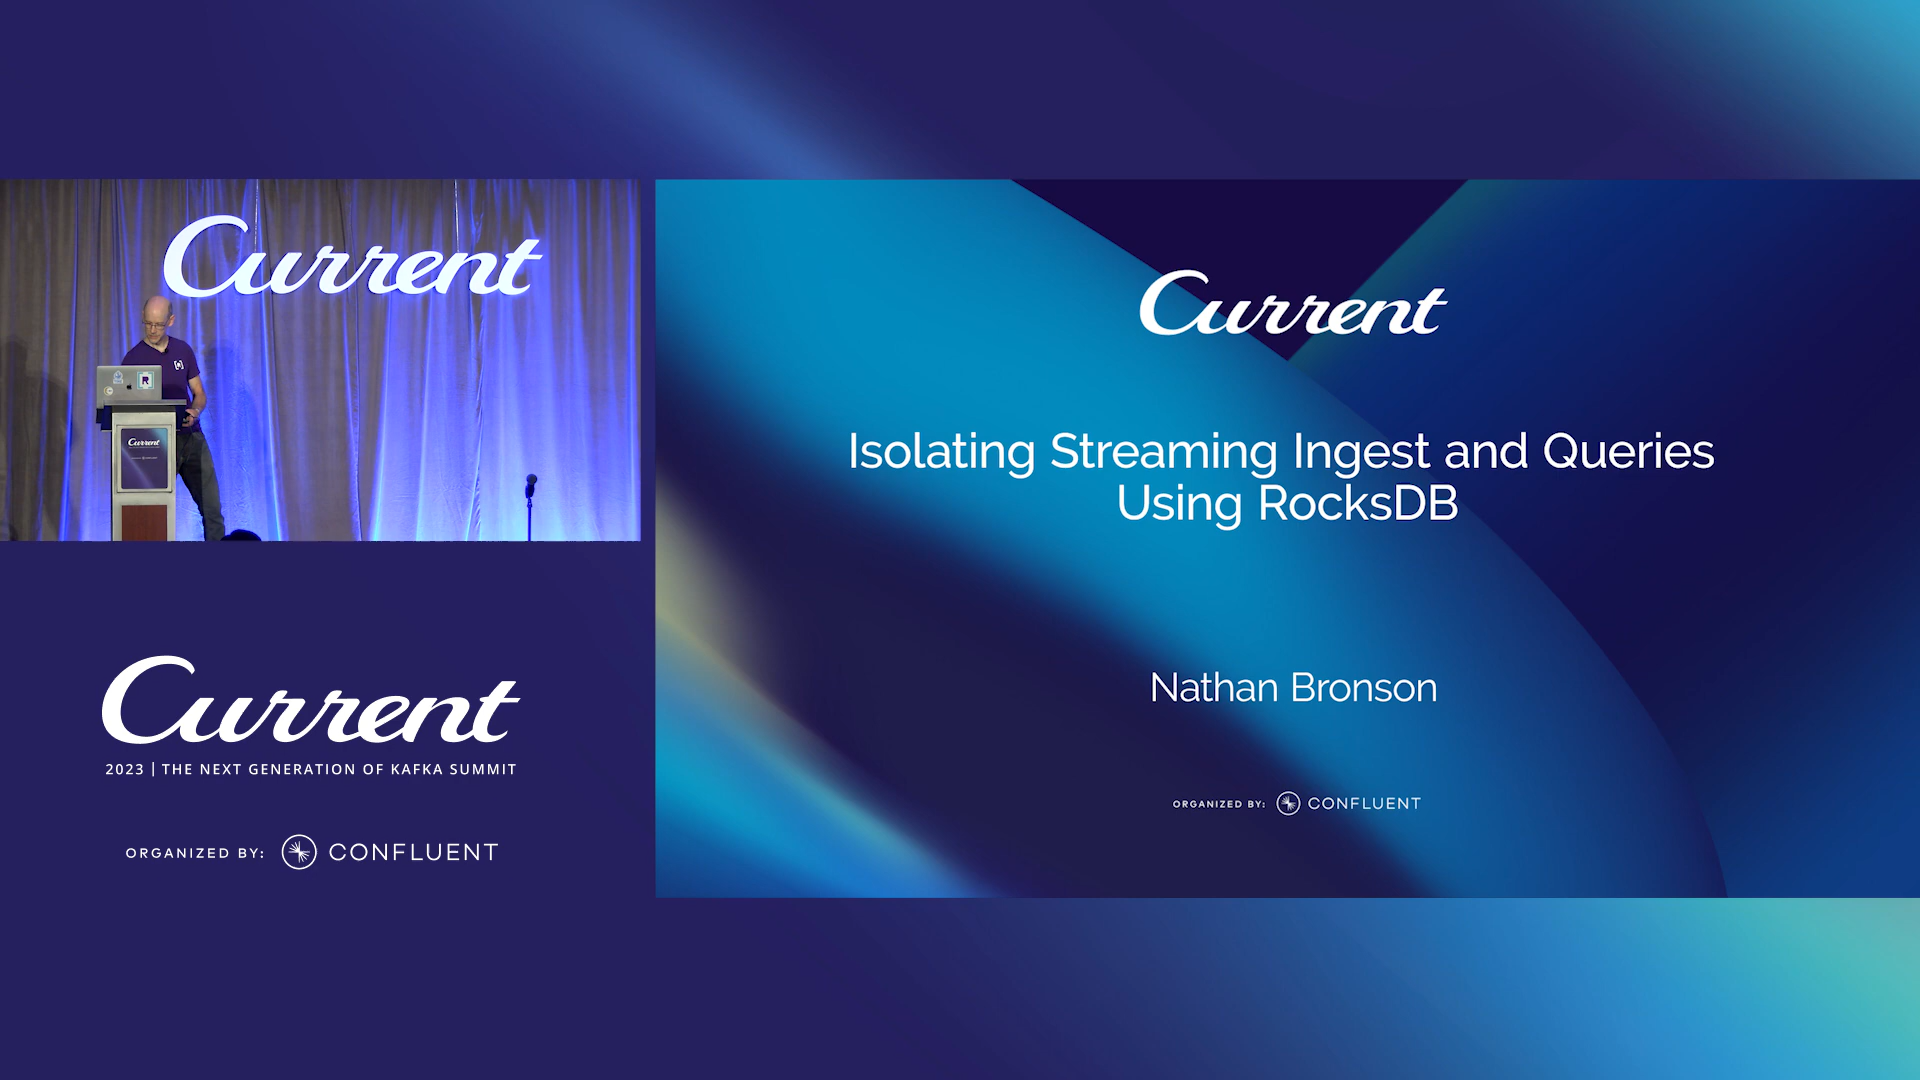 Current
Current
2023 | THE NEXT GENERATION OF KAFKA SUMMIT
ORGANIZED BY: CONFLUENT
Current
R
Current
Isolating Streaming Ingest and Queries
Using RocksDB
Nathan Bronson
ORGANIZED BY: CONFLUENT